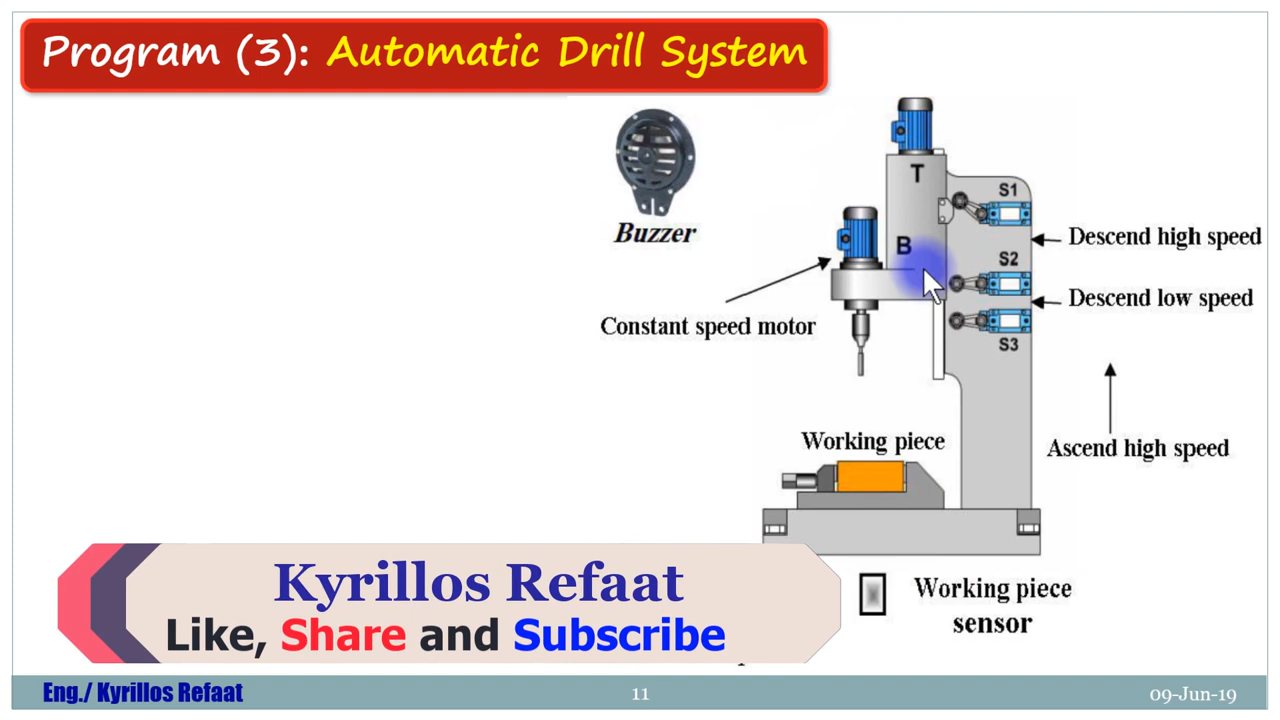 Program (3): Automatic Drill System
Buzzer
T
B
S1
S2
S3
Descend high speed
Descend low speed
Constant speed motor
Ascend high speed
Working piece
Working piece
sensor
Kyrillos Refaat
Like, Share and Subscribe
Eng./ Kyrillos Refaat
11
09-Jun-19